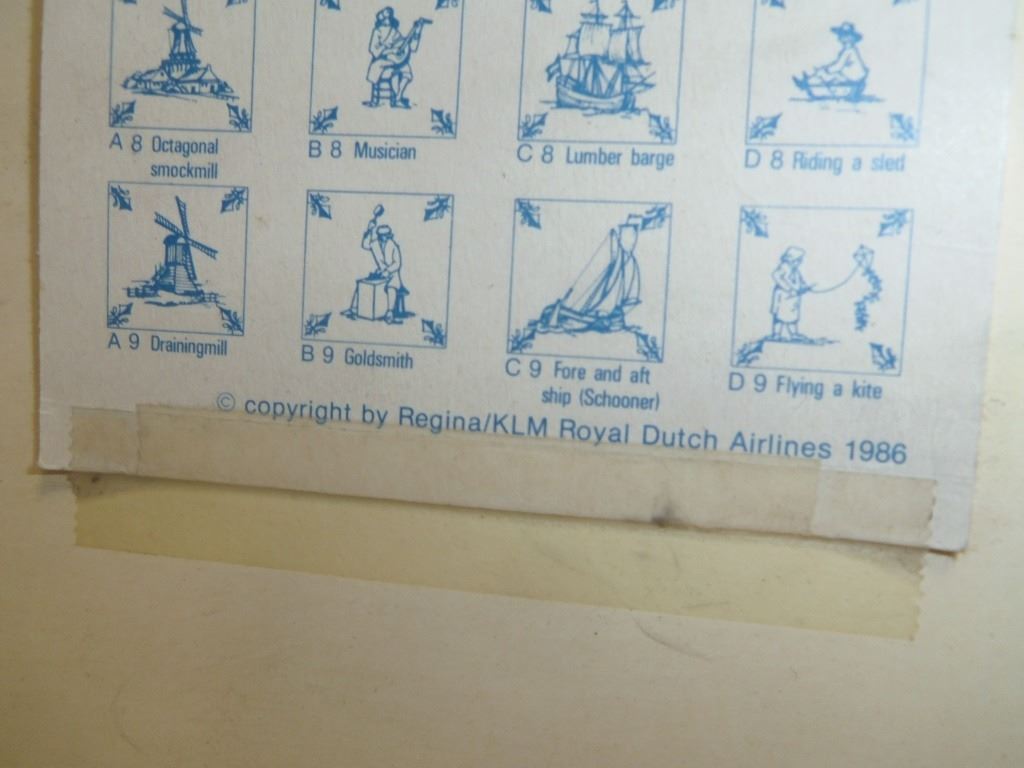 A 8 Octagonal
smockmill
B 8 Musician
C 8 Lumber barge
D 8 Riding a sled
A 9 Drainingmill
B 9 Goldsmith
C 9 Fore and aft
ship (Schooner)
D 9 Flying a kite
© copyright by Regina/KLM Royal Dutch Airlines 1986